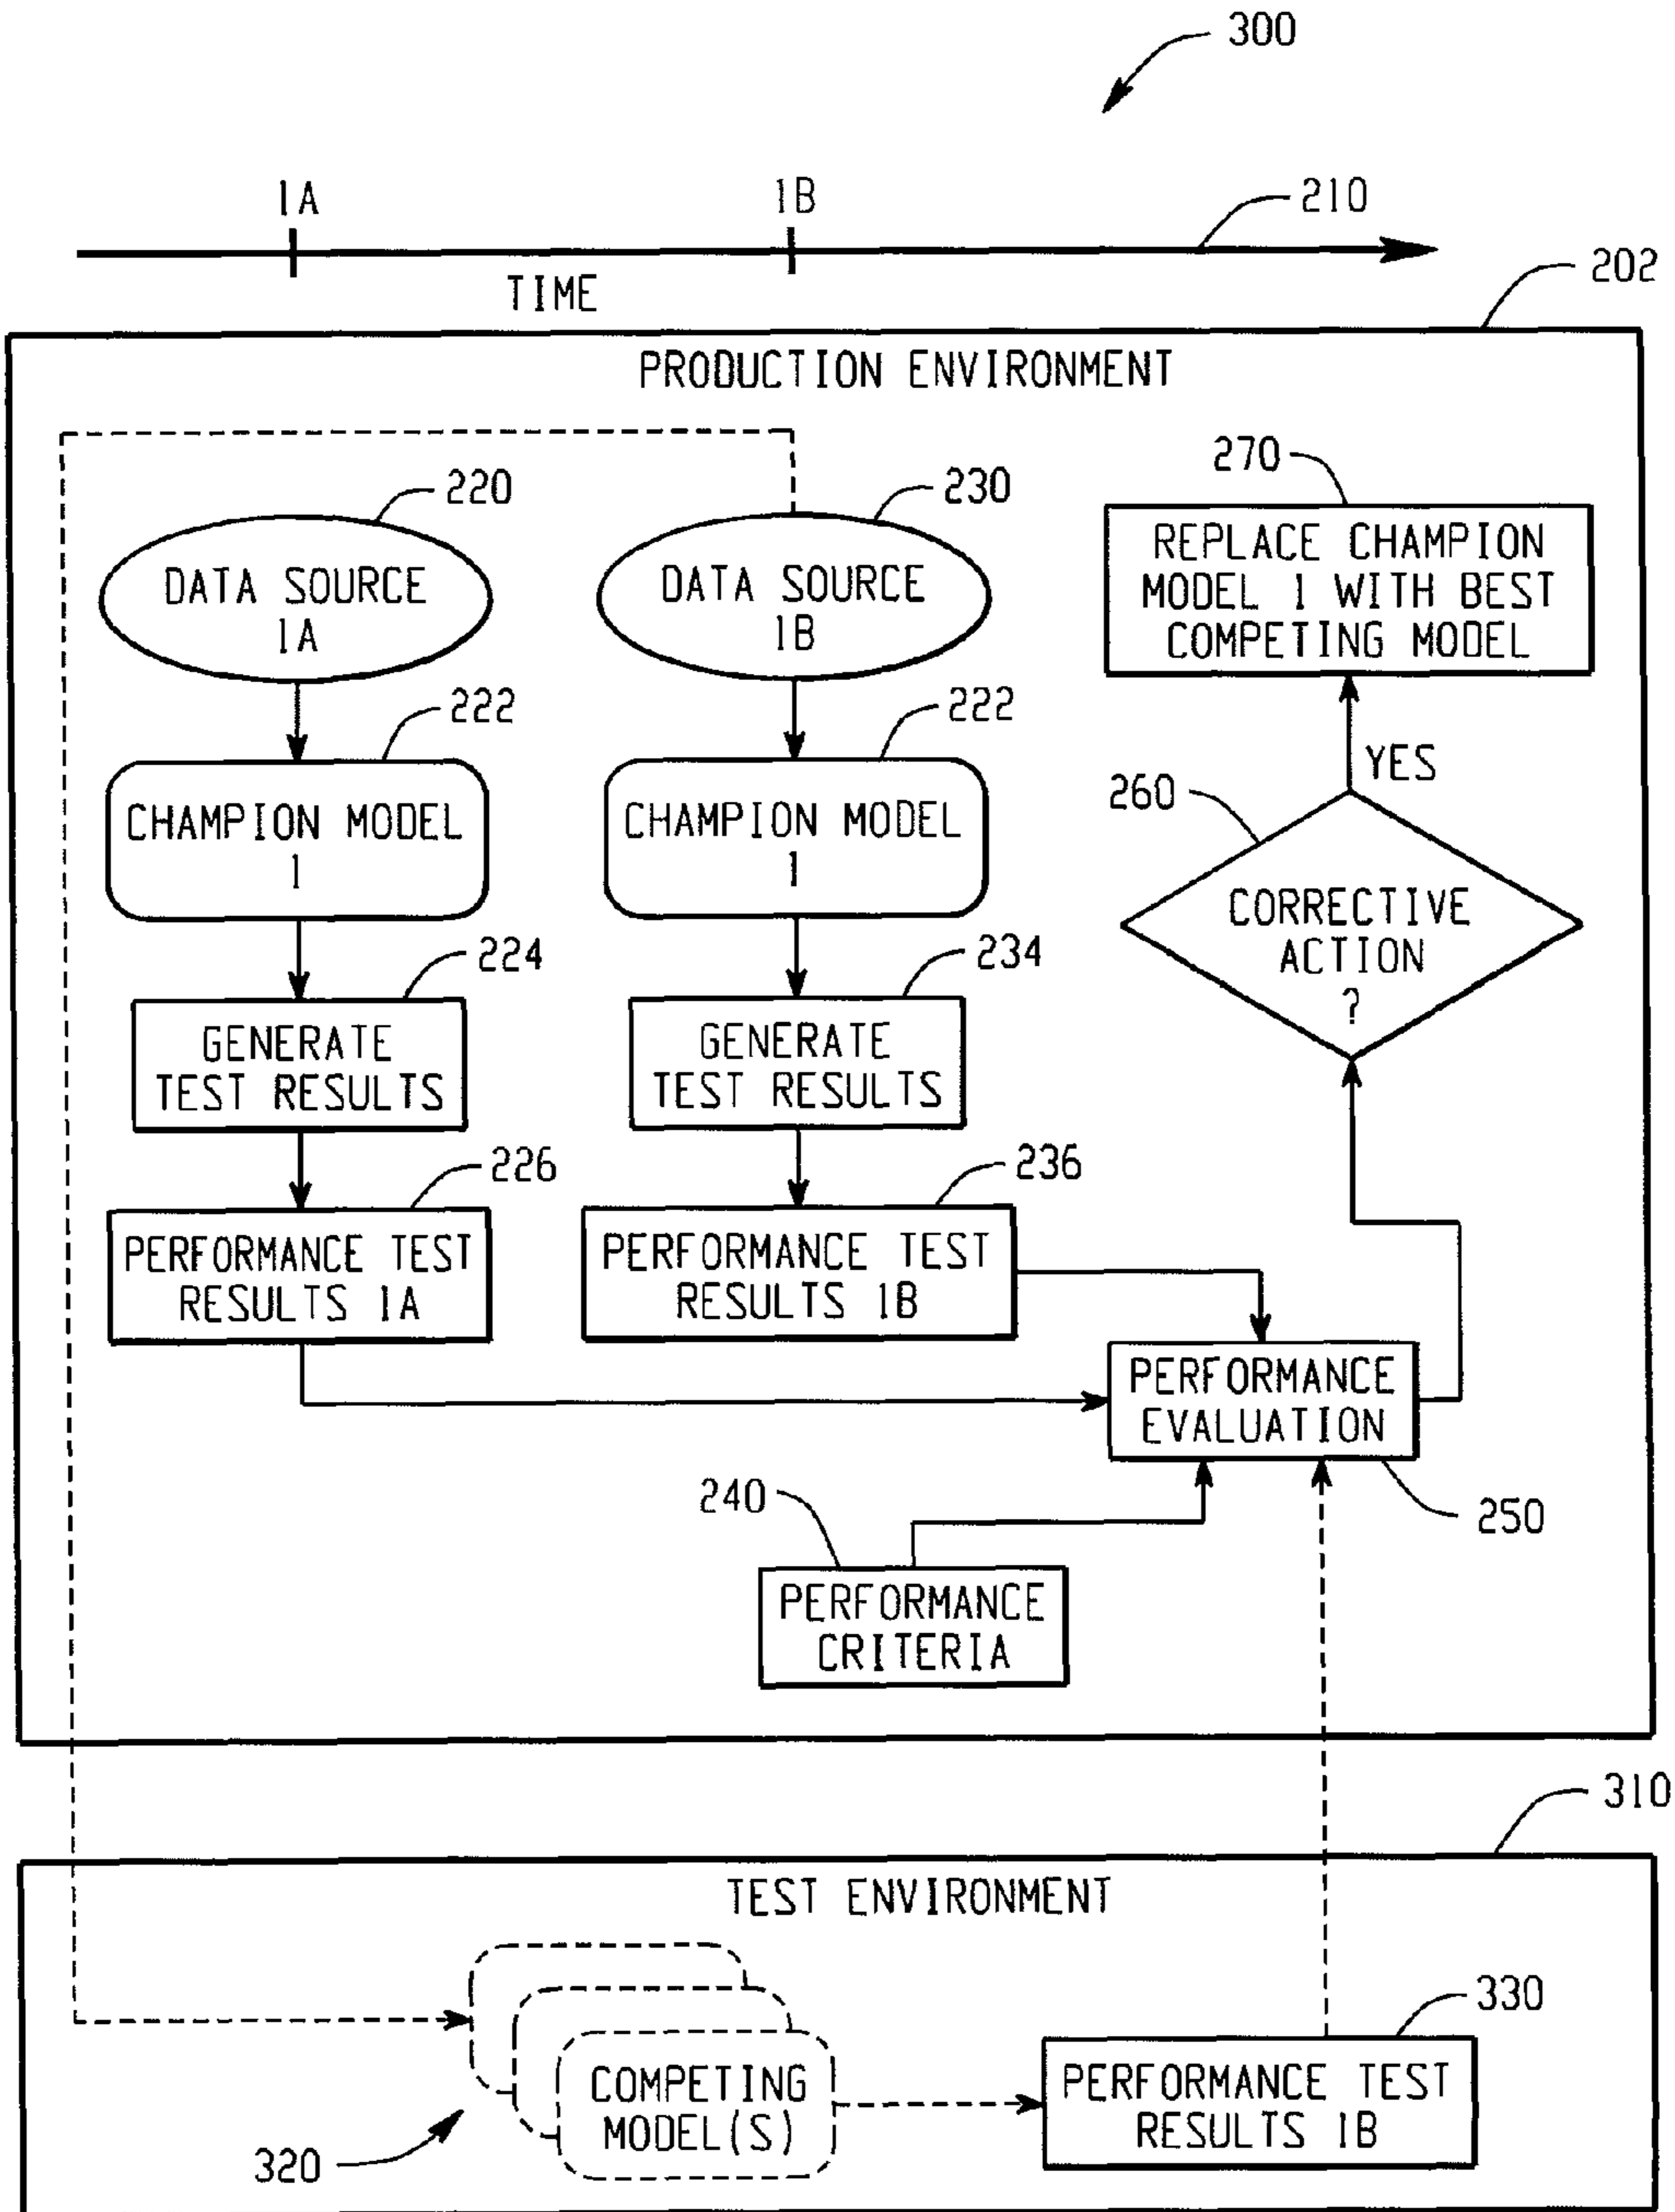 300
1A
1B
210
TIME
202
PRODUCTION ENVIRONMENT
220
230
270
DATA SOURCE
1A
DATA SOURCE
1B
REPLACE CHAMPION
MODEL 1 WITH BEST
COMPETING MODEL
222
222
YES
260
CHAMPION MODEL
1
CHAMPION MODEL
1
CORRECTIVE
ACTION
?
224
234
GENERATE
TEST RESULTS
GENERATE
TEST RESULTS
226
236
PERFORMANCE TEST
RESULTS 1A
PERFORMANCE TEST
RESULTS 1B
PERFORMANCE
EVALUATION
240
250
PERFORMANCE
CRITERIA
310
TEST ENVIRONMENT
330
COMPETING
MODEL(S)
PERFORMANCE TEST
RESULTS 1B
320